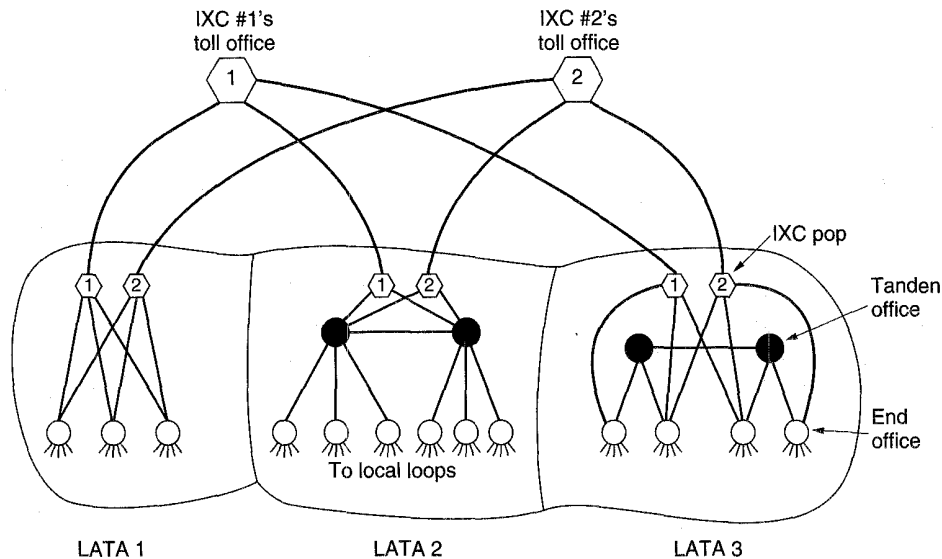 IXC #1's
toll office
IXC #2's
toll office
1
2
IXC pop
1
2
1
2
1
2
Tanden
office
End
office
To local loops
LATA 1
LATA 2
LATA 3